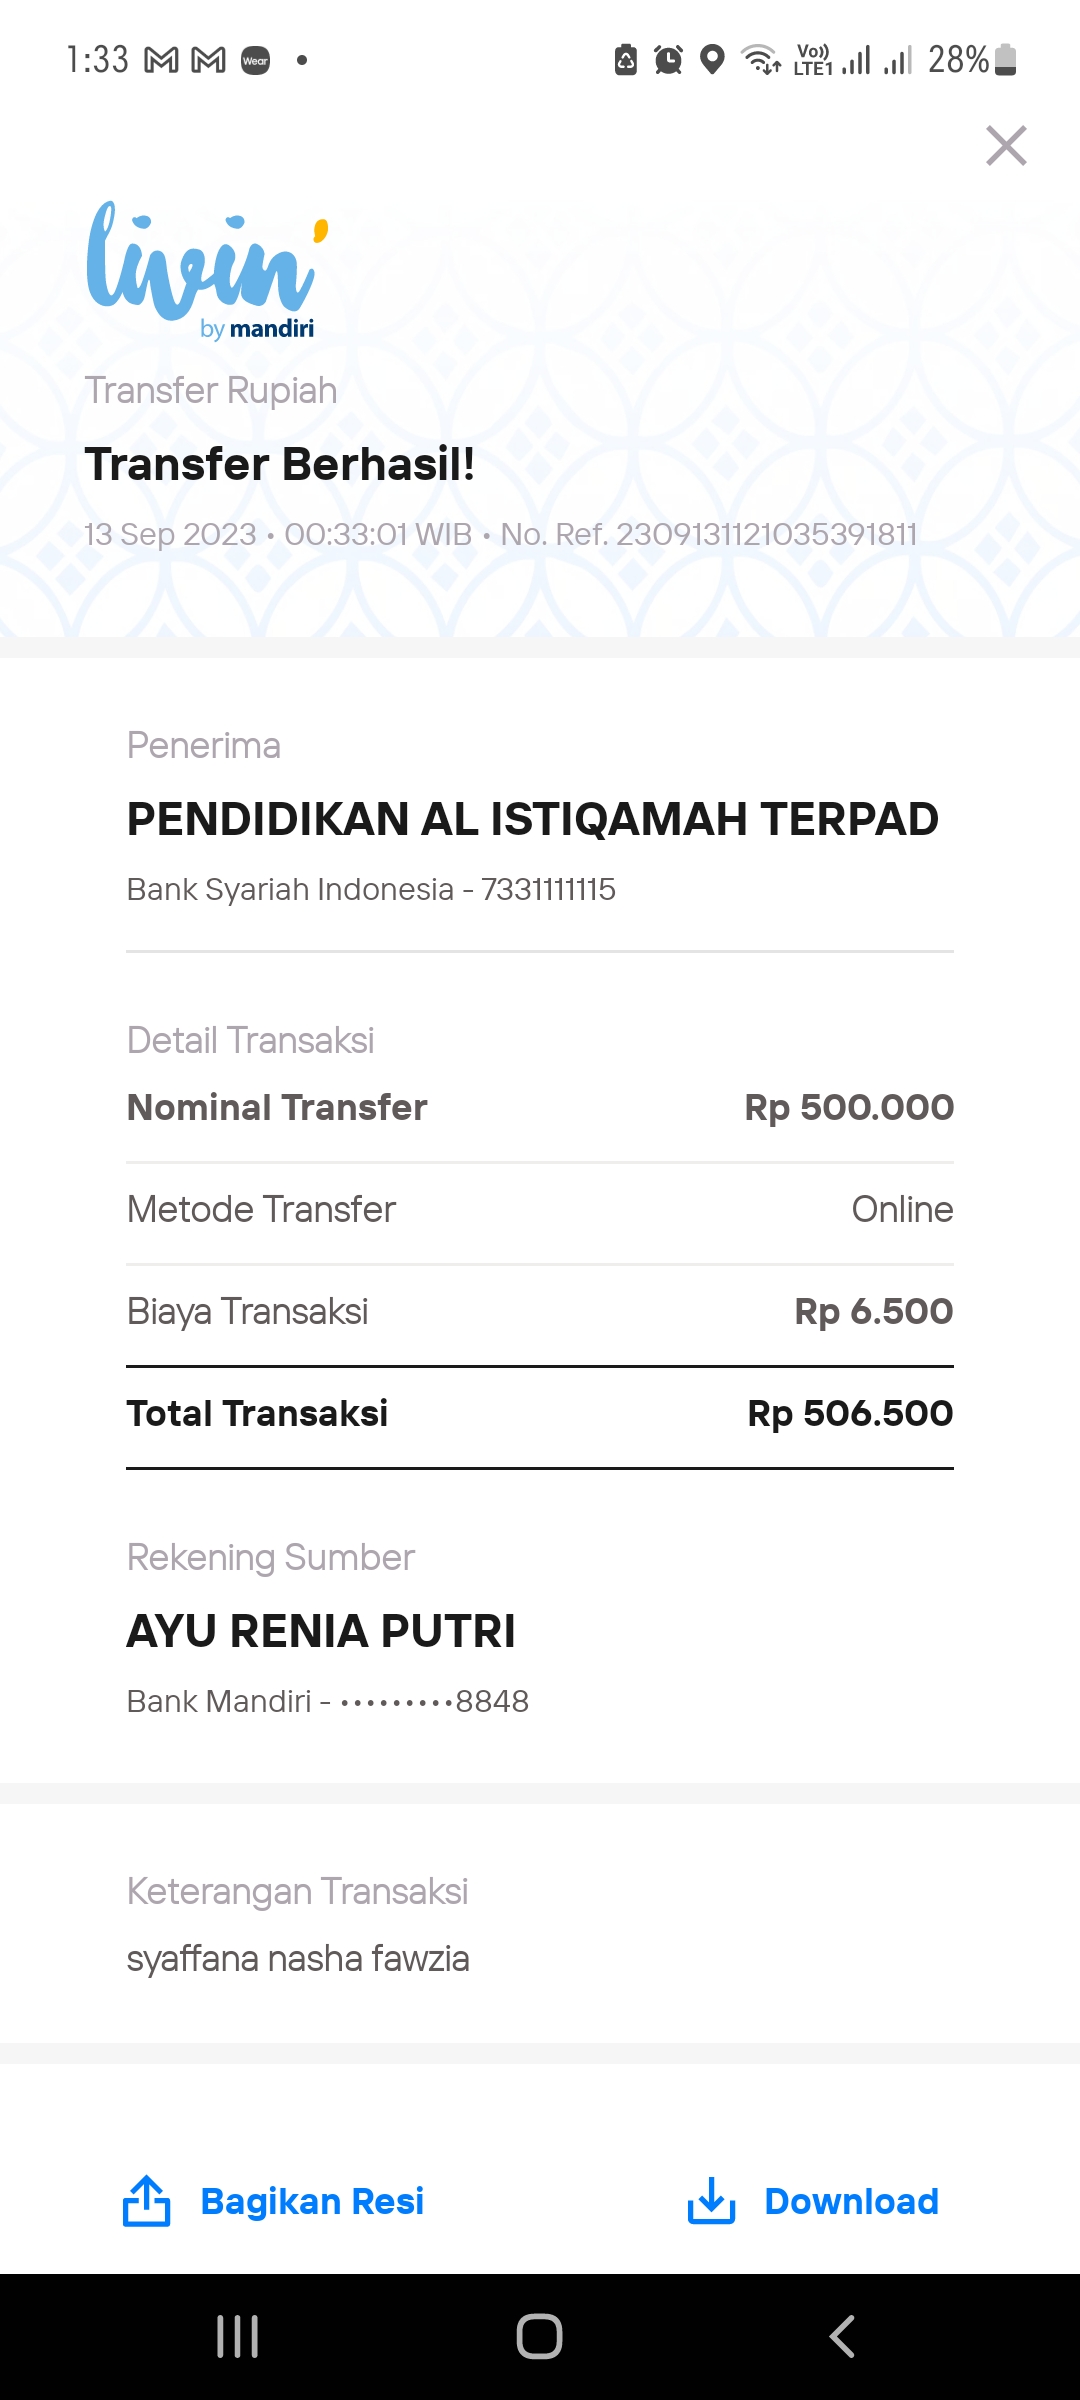 1:33 Wear Vo)) LTE1 28%
livin'
by mandiri
Transfer Rupiah
Transfer Berhasil!
13 Sep 2023 • 00:33:01 WIB • No. Ref. 2309131121035391811
Penerima
PENDIDIKAN AL ISTIQAMAH TERPAD
Bank Syariah Indonesia - 7331111115
Detail Transaksi
Nominal Transfer Rp 500.000
Metode Transfer Online
Biaya Transaksi Rp 6.500
Total Transaksi Rp 506.500
Rekening Sumber
AYU RENIA PUTRI
Bank Mandiri - •••••••••8848
Keterangan Transaksi
syaffana nasha fawzia
Bagikan Resi Download